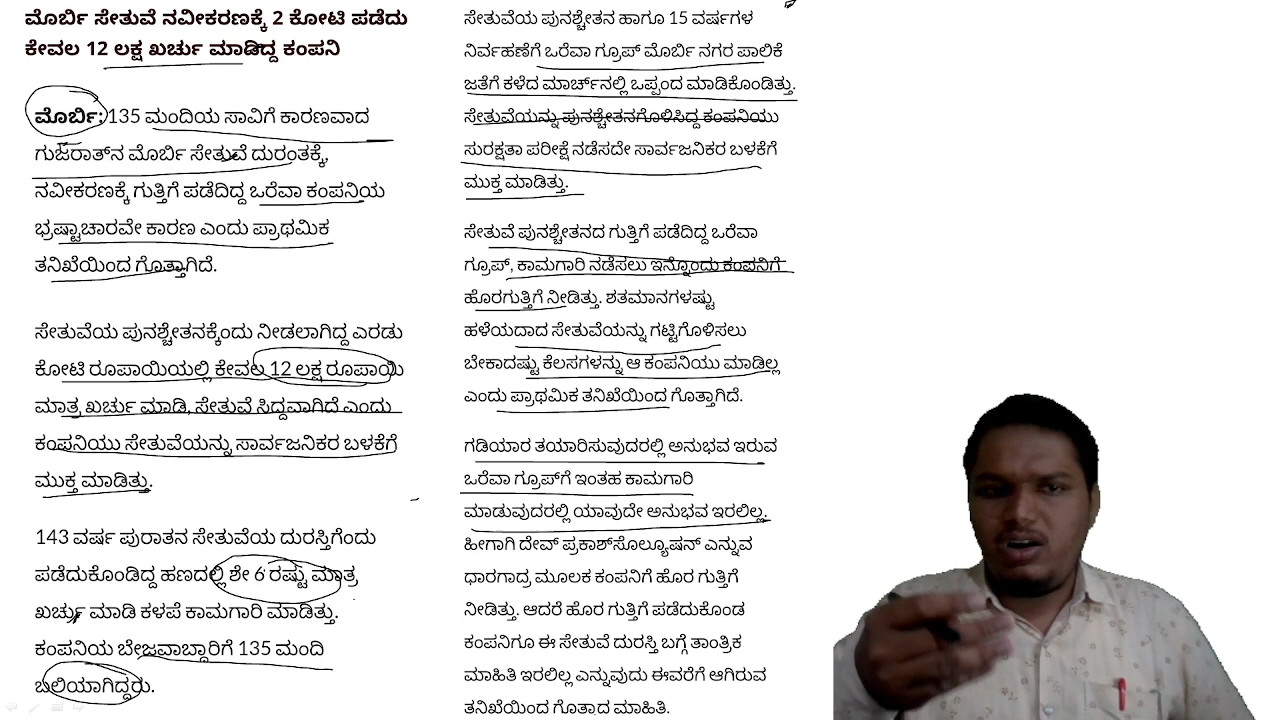 ಮೊರ್ಬಿ ಸೇತುವೆ ನವೀಕರಣಕ್ಕೆ 2 ಕೋಟಿ ಪಡೆದು
ಕೇವಲ 12 ಲಕ್ಷ ಖರ್ಚು ಮಾಡಿದ್ದ ಕಂಪನಿ
ಮೊರ್ಬಿ: 135 ಮಂದಿಯ ಸಾವಿಗೆ ಕಾರಣವಾದ
ಗುಜರಾತ್‌ನ ಮೊರ್ಬಿ ಸೇತುವೆ ದುರಂತಕ್ಕೆ,
ನವೀಕರಣಕ್ಕೆ ಗುತ್ತಿಗೆ ಪಡೆದಿದ್ದ ಒರೆವಾ ಕಂಪನಿಯ
ಭ್ರಷ್ಟಾಚಾರವೇ ಕಾರಣ ಎಂದು ಪ್ರಾಥಮಿಕ
ತನಿಖೆಯಿಂದ ಗೊತ್ತಾಗಿದೆ.
ಸೇತುವೆಯ ಪುನಶ್ಚೇತನಕ್ಕೆಂದು ನೀಡಲಾಗಿದ್ದ ಎರಡು
ಕೋಟಿ ರೂಪಾಯಿಯಲ್ಲಿ ಕೇವಲ 12 ಲಕ್ಷ ರೂಪಾಯಿ
ಮಾತ್ರ ಖರ್ಚು ಮಾಡಿ, ಸೇತುವೆ ಸಿದ್ದವಾಗಿದೆ ಎಂದು
ಕಂಪನಿಯು ಸೇತುವೆಯನ್ನು ಸಾರ್ವಜನಿಕರ ಬಳಕೆಗೆ
ಮುಕ್ತ ಮಾಡಿತ್ತು.
143 ವರ್ಷ ಪುರಾತನ ಸೇತುವೆಯ ದುರಸ್ತಿಗೆಂದು
ಪಡೆದುಕೊಂಡಿದ್ದ ಹಣದಲ್ಲಿ ಶೇ 6 ರಷ್ಟು ಮಾತ್ರ
ಖರ್ಚು ಮಾಡಿ ಕಳಪೆ ಕಾಮಗಾರಿ ಮಾಡಿತ್ತು.
ಕಂಪನಿಯ ಬೇಜವಾಬ್ದಾರಿಗೆ 135 ಮಂದಿ
ಬಲಿಯಾಗಿದ್ದರು.
ಸೇತುವೆಯ ಪುನಶ್ಚೇತನ ಹಾಗೂ 15 ವರ್ಷಗಳ
ನಿರ್ವಹಣೆಗೆ ಒರೆವಾ ಗ್ರೂಪ್ ಮೊರ್ಬಿ ನಗರ ಪಾಲಿಕೆ
ಜತೆಗೆ ಕಳೆದ ಮಾರ್ಚ್‌ನಲ್ಲಿ ಒಪ್ಪಂದ ಮಾಡಿಕೊಂಡಿತ್ತು.
ಸೇತುವೆಯನ್ನು ಪುನಶ್ಚೇತನಗೊಳಿಸಿದ್ದ ಕಂಪನಿಯು
ಸುರಕ್ಷತಾ ಪರೀಕ್ಷೆ ನಡೆಸದೇ ಸಾರ್ವಜನಿಕರ ಬಳಕೆಗೆ
ಮುಕ್ತ ಮಾಡಿತ್ತು.
ಸೇತುವೆ ಪುನಶ್ಚೇತನದ ಗುತ್ತಿಗೆ ಪಡೆದಿದ್ದ ಒರೆವಾ
ಗ್ರೂಪ್, ಕಾಮಗಾರಿ ನಡೆಸಲು ಇನ್ನೊಂದು ಕಂಪನಿಗೆ
ಹೊರಗುತ್ತಿಗೆ ನೀಡಿತ್ತು. ಶತಮಾನಗಳಷ್ಟು
ಹಳೆಯದಾದ ಸೇತುವೆಯನ್ನು ಗಟ್ಟಿಗೊಳಿಸಲು
ಬೇಕಾದಷ್ಟು ಕೆಲಸಗಳನ್ನು ಆ ಕಂಪನಿಯು ಮಾಡಿಲ್ಲ
ಎಂದು ಪ್ರಾಥಮಿಕ ತನಿಖೆಯಿಂದ ಗೊತ್ತಾಗಿದೆ.
ಗಡಿಯಾರ ತಯಾರಿಸುವುದರಲ್ಲಿ ಅನುಭವ ಇರುವ
ಒರೆವಾ ಗ್ರೂಪ್‌ಗೆ ಇಂತಹ ಕಾಮಗಾರಿ
ಮಾಡುವುದರಲ್ಲಿ ಯಾವುದೇ ಅನುಭವ ಇರಲಿಲ್ಲ.
ಹೀಗಾಗಿ ದೇವ್ ಪ್ರಕಾಶ್‌ಸೊಲ್ಯೂಷನ್ ಎನ್ನುವ
ಧಾರಗಾದ್ರ ಮೂಲಕ ಕಂಪನಿಗೆ ಹೊರ ಗುತ್ತಿಗೆ
ನೀಡಿತ್ತು. ಆದರೆ ಹೊರ ಗುತ್ತಿಗೆ ಪಡೆದುಕೊಂಡ
ಕಂಪನಿಗೂ ಈ ಸೇತುವೆ ದುರಸ್ತಿ ಬಗ್ಗೆ ತಾಂತ್ರಿಕ
ಮಾಹಿತಿ ಇರಲಿಲ್ಲ ಎನ್ನುವುದು ಈವರೆಗೆ ಆಗಿರುವ
ತನಿಖೆಯಿಂದ ಗೊತ್ತಾದ ಮಾಹಿತಿ.